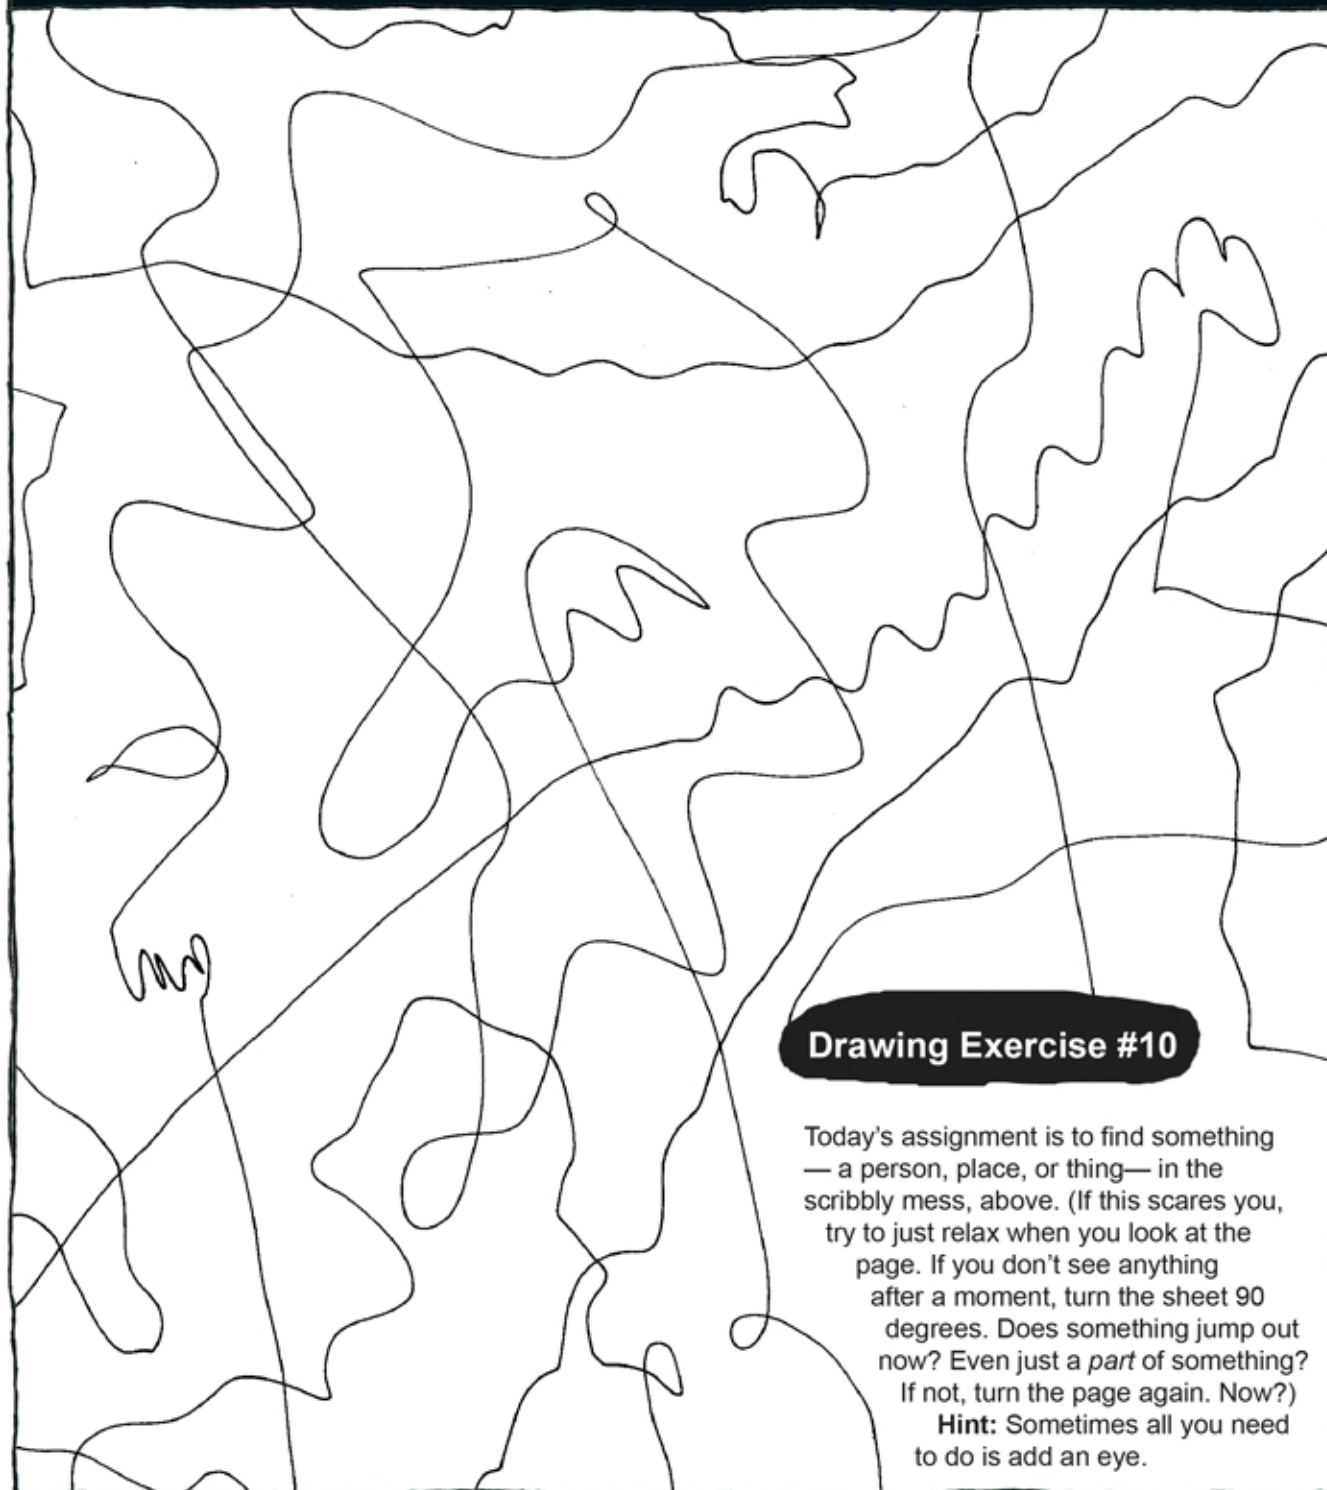 Drawing Exercise #10
Today's assignment is to find something
— a person, place, or thing— in the
scribbly mess, above. (If this scares you,
try to just relax when you look at the
page. If you don't see anything
after a moment, turn the sheet 90
degrees. Does something jump out
now? Even just a part of something?
If not, turn the page again. Now?)
Hint: Sometimes all you need
to do is add an eye.